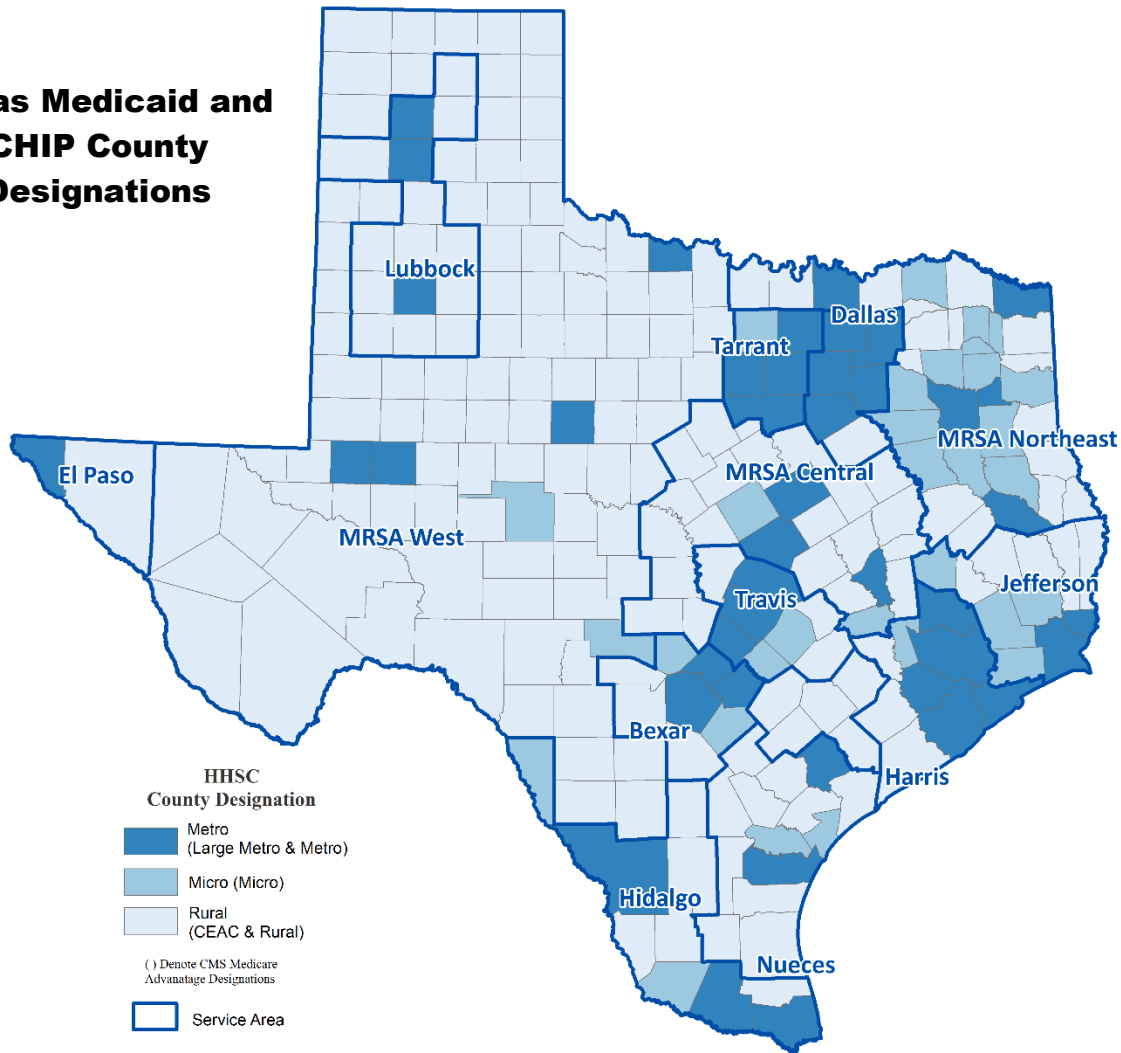 as Medicaid and
CHIP County
Designations
Lubbock
Dallas
Tarrant
MRSA Northeast
El Paso
MRSA Central
MRSA West
Jefferson
Travis
Bexar
Harris
Hidalgo
Nueces
HHSC
County Designation
Metro
(Large Metro & Metro)
Micro (Micro)
Rural
(CEAC & Rural)
( ) Denote CMS Medicare
Advanatage Designations
Service Area